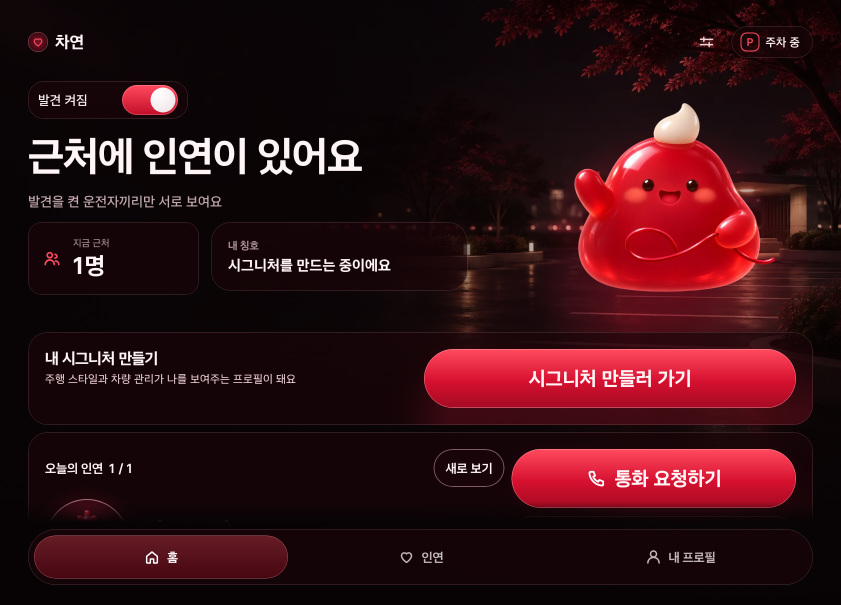 차연
P 주차 중
발견 켜짐
근처에 인연이 있어요
발견을 켠 운전자끼리만 서로 보여요
지금 근처
1명
내 칭호
시그니처를 만드는 중이에요
내 시그니처 만들기
주행 스타일과 차량 관리가 나를 보여주는 프로필이 돼요
시그니처 만들러 가기
오늘의 인연 1 / 1
새로 보기
통화 요청하기
홈
인연
내 프로필